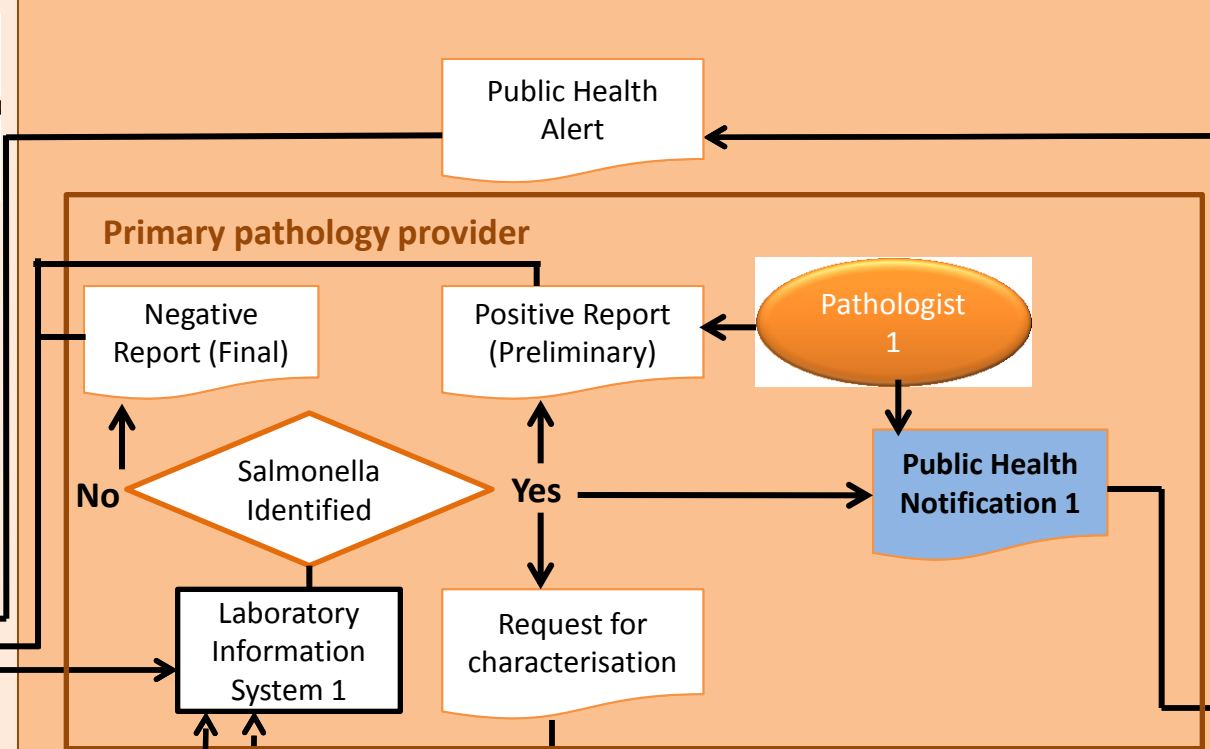 Public Health
Alert
Primary pathology provider
Negative
Report (Final)
Positive Report
(Preliminary)
Pathologist
1
Salmonella
Identified
No
Yes
Public Health
Notification 1
Laboratory
Information
System 1
Request for
characterisation